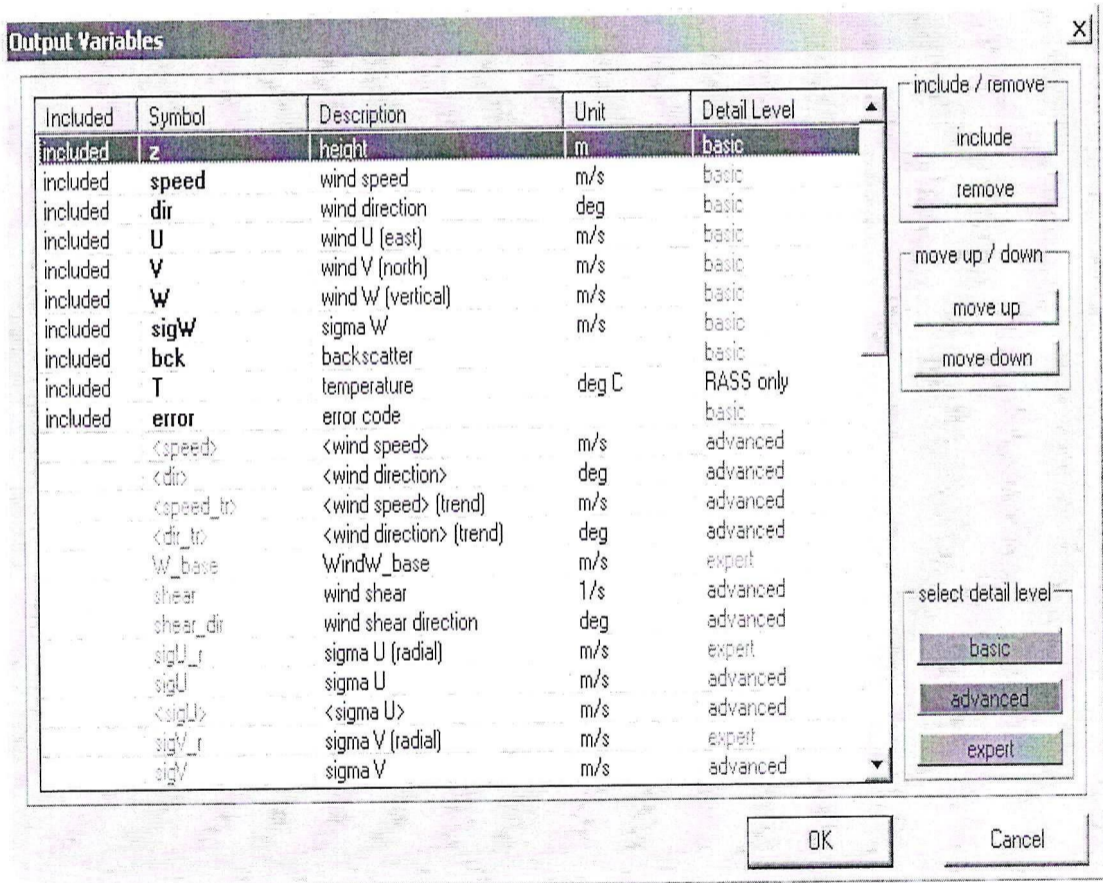 Output Variables
X
Included Symbol Description Unit Detail Level
included z height m basic
included speed wind speed m/s basic
included dir wind direction deg basic
included U wind U (east) m/s basic
included V wind V (north) m/s basic
included W wind W (vertical) m/s basic
included sigW sigma W m/s basic
included bck backscatter basic
included T temperature deg C RASS only
included error error code basic
<speed> <wind speed> m/s advanced
<dir> <wind direction> deg advanced
<speed_tr> <wind speed> (trend) m/s advanced
<dir_tr> <wind direction> (trend) deg advanced
W_base WindW_base m/s expert
shear wind shear 1/s advanced
shear_dir wind shear direction deg advanced
sigU_r sigma U (radial) m/s expert
sigU sigma U m/s advanced
<sigU> <sigma U> m/s advanced
sigV_r sigma V (radial) m/s expert
sigV sigma V m/s advanced
include / remove
include
remove
move up / down
move up
move down
select detail level
basic
advanced
expert
OK
Cancel